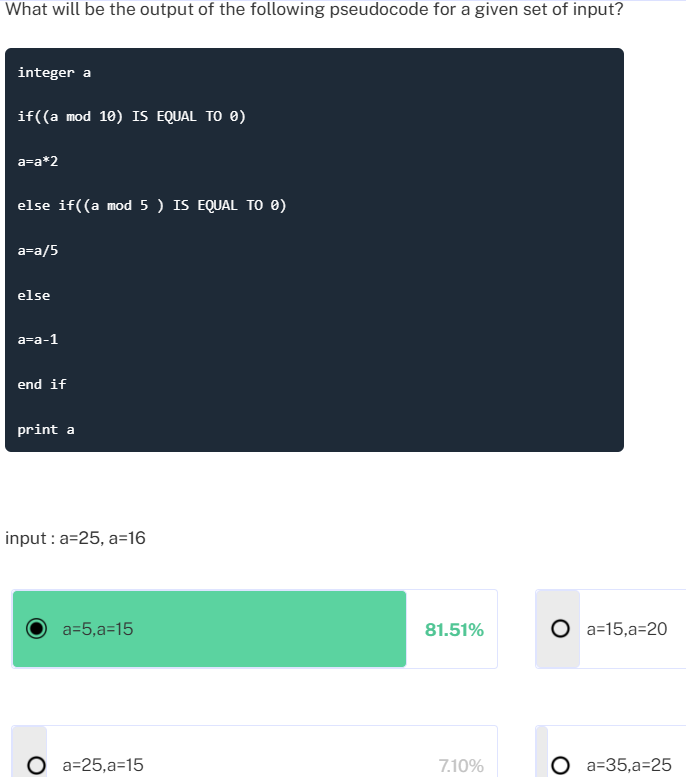 What will be the output of the following pseudocode for a given set of input?
integer a
if((a mod 10) IS EQUAL TO 0)
a=a*2
else if((a mod 5 ) IS EQUAL TO 0)
a=a/5
else
a=a-1
end if
print a
input : a=25, a=16
a=5,a=15 81.51% a=15,a=20
a=25,a=15 7.10% a=35,a=25